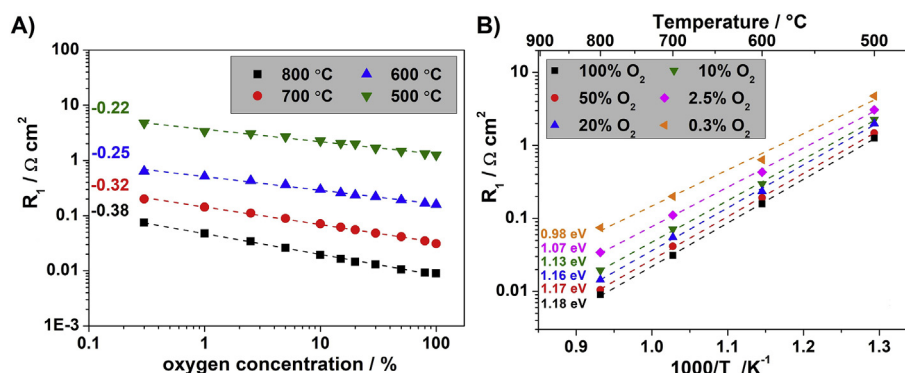 A)
R₁ / Ω cm²
100
10
1
0.1
0.01
1E-3
800 °C
600 °C
700 °C
500 °C
-0.22
-0.25
-0.32
-0.38
0.1
1
10
100
oxygen concentration / %
B)
Temperature / °C
900
800
700
600
500
R₁ / Ω cm²
10
1
0.1
0.01
100% O₂
10% O₂
50% O₂
2.5% O₂
20% O₂
0.3% O₂
0.98 eV
1.07 eV
1.13 eV
1.16 eV
1.17 eV
1.18 eV
0.9
1.0
1.1
1.2
1.3
1000/T /K⁻¹